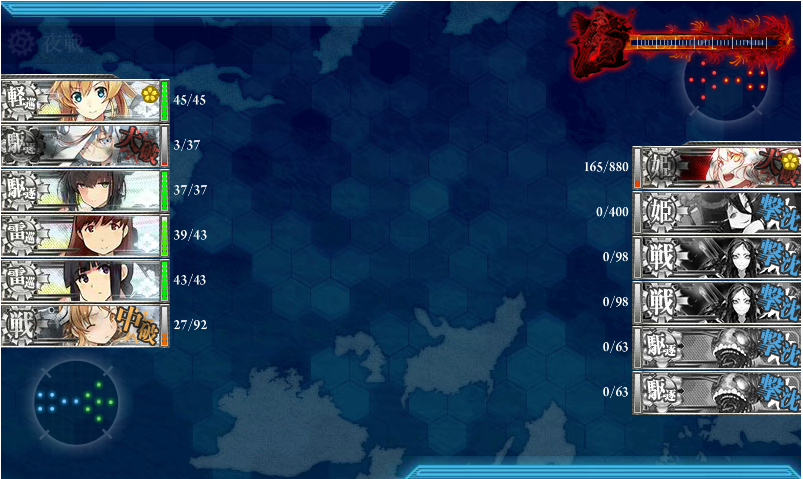 夜戦
軽巡 45/45
駆逐 大破 3/37
駆逐 37/37
雷巡 39/43
雷巡 43/43
戦 中破 27/92
165/880 姫 大
0/400 姫 撃沈
0/98 戦 撃沈
0/98 戦 撃沈
0/63 駆逐 撃沈
0/63 駆逐 撃沈